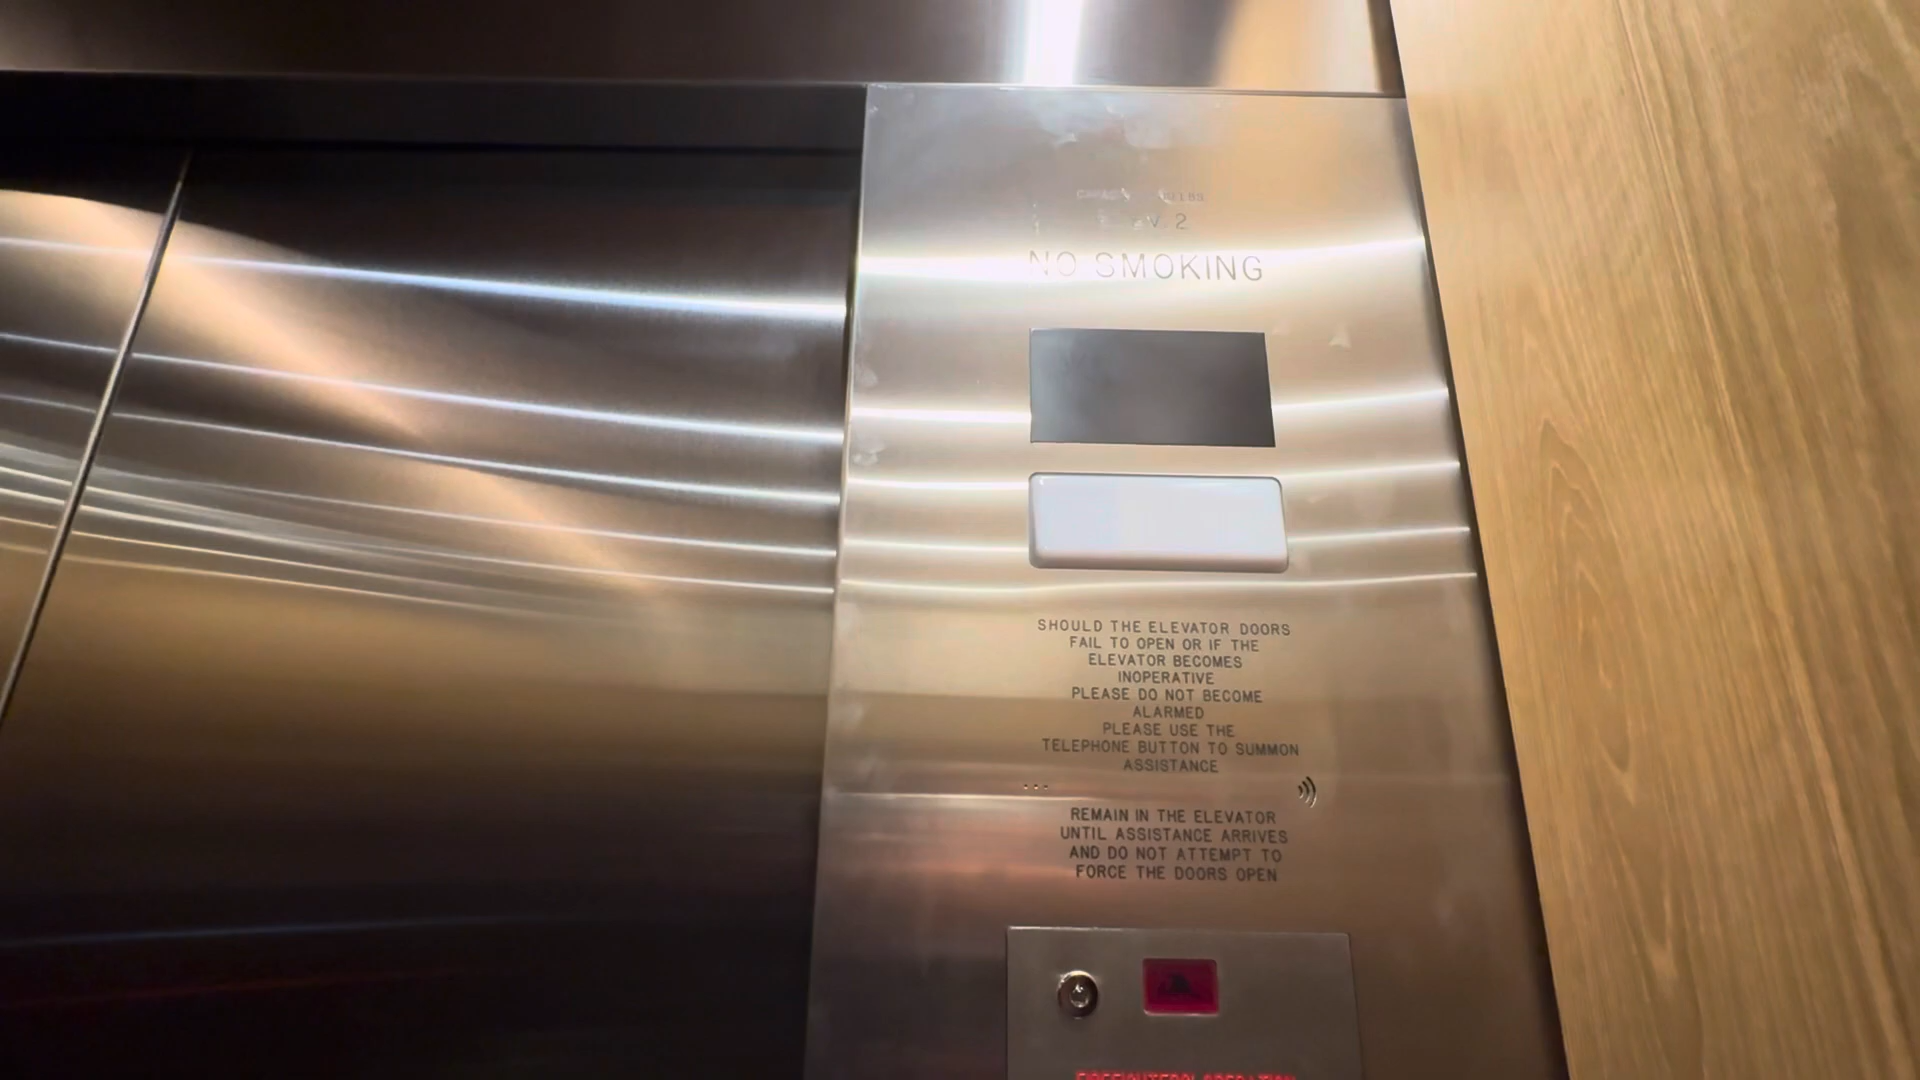 V. 2
NO SMOKING
SHOULD THE ELEVATOR DOORS
FAIL TO OPEN OR IF THE
ELEVATOR BECOMES
INOPERATIVE
PLEASE DO NOT BECOME
ALARMED
PLEASE USE THE
TELEPHONE BUTTON TO SUMMON
ASSISTANCE
REMAIN IN THE ELEVATOR
UNTIL ASSISTANCE ARRIVES
AND DO NOT ATTEMPT TO
FORCE THE DOORS OPEN